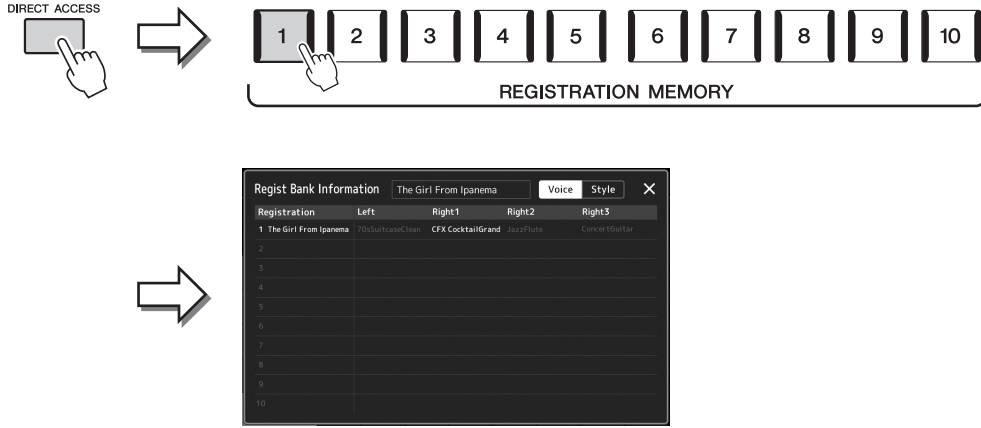 DIRECT ACCESS
1 2 3 4 5 6 7 8 9 10
REGISTRATION MEMORY
Regist Bank Information The Girl From Ipanema Voice Style X
Registration Left Right1 Right2 Right3
1 The Girl From Ipanema 70sSuitcaseClean CFX CocktailGrand JazzFlute ConcertGuitar
2
3
4
5
6
7
8
9
10